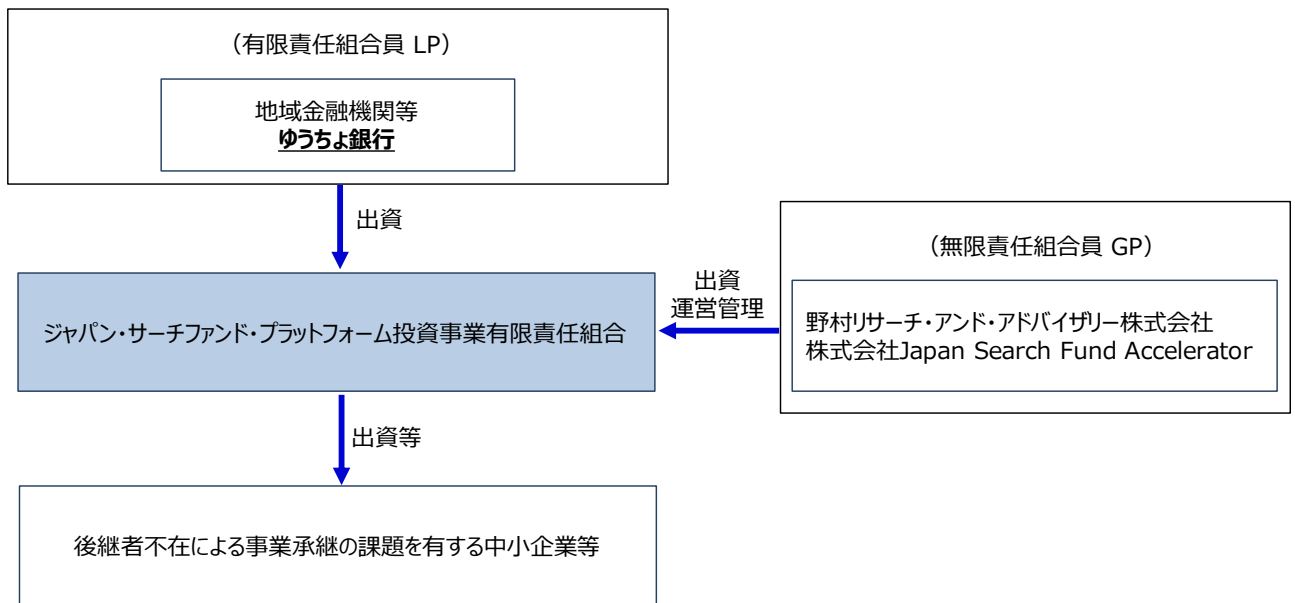 （有限責任組合員 LP）
地域金融機関等
ゆうちょ銀行
出資
（無限責任組合員 GP）
出資
運営管理
野村リサーチ・アンド・アドバイザリー株式会社
株式会社Japan Search Fund Accelerator
ジャパン・サーチファンド・プラットフォーム投資事業有限責任組合
出資等
後継者不在による事業承継の課題を有する中小企業等